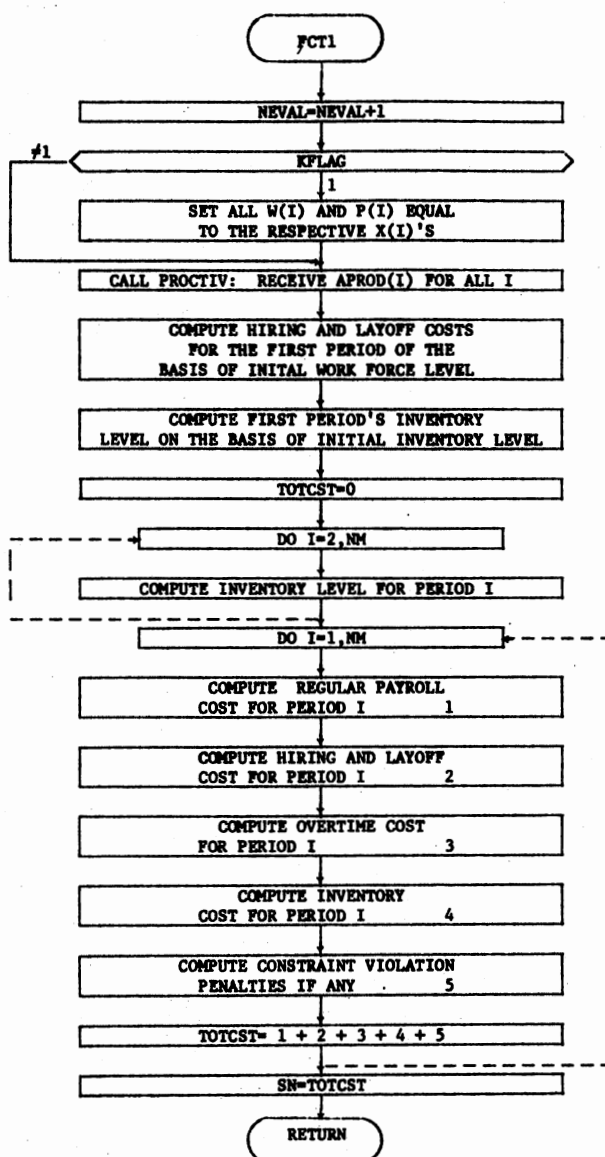 FCT1
NEVAL=NEVAL+1
≠1
KFLAG
1
SET ALL W(I) AND P(I) EQUAL
TO THE RESPECTIVE X(I)'S
CALL PROCTIV: RECEIVE APROD(I) FOR ALL I
COMPUTE HIRING AND LAYOFF COSTS
FOR THE FIRST PERIOD OF THE
BASIS OF INITAL WORK FORCE LEVEL
COMPUTE FIRST PERIOD'S INVENTORY
LEVEL ON THE BASIS OF INITIAL INVENTORY LEVEL
TOTCST=0
DO I=2,NM
COMPUTE INVENTORY LEVEL FOR PERIOD I
DO I=1,NM
COMPUTE REGULAR PAYROLL
COST FOR PERIOD I 1
COMPUTE HIRING AND LAYOFF
COST FOR PERIOD I 2
COMPUTE OVERTIME COST
FOR PERIOD I 3
COMPUTE INVENTORY
COST FOR PERIOD I 4
COMPUTE CONSTRAINT VIOLATION
PENALTIES IF ANY 5
TOTCST= 1 + 2 + 3 + 4 + 5
SN=TOTCST
RETURN